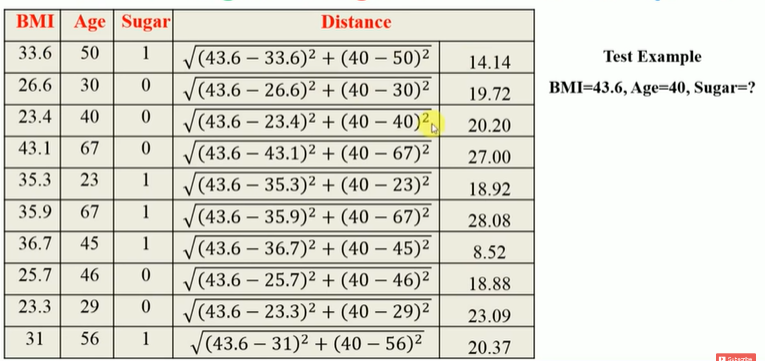 BMI Age Sugar Distance
33.6 50 1 √(43.6 − 33.6)² + (40 − 50)² 14.14
26.6 30 0 √(43.6 − 26.6)² + (40 − 30)² 19.72
23.4 40 0 √(43.6 − 23.4)² + (40 − 40)² 20.20
43.1 67 0 √(43.6 − 43.1)² + (40 − 67)² 27.00
35.3 23 1 √(43.6 − 35.3)² + (40 − 23)² 18.92
35.9 67 1 √(43.6 − 35.9)² + (40 − 67)² 28.08
36.7 45 1 √(43.6 − 36.7)² + (40 − 45)² 8.52
25.7 46 0 √(43.6 − 25.7)² + (40 − 46)² 18.88
23.3 29 0 √(43.6 − 23.3)² + (40 − 29)² 23.09
31 56 1 √(43.6 − 31)² + (40 − 56)² 20.37
Test Example
BMI=43.6, Age=40, Sugar=?
Subscribe